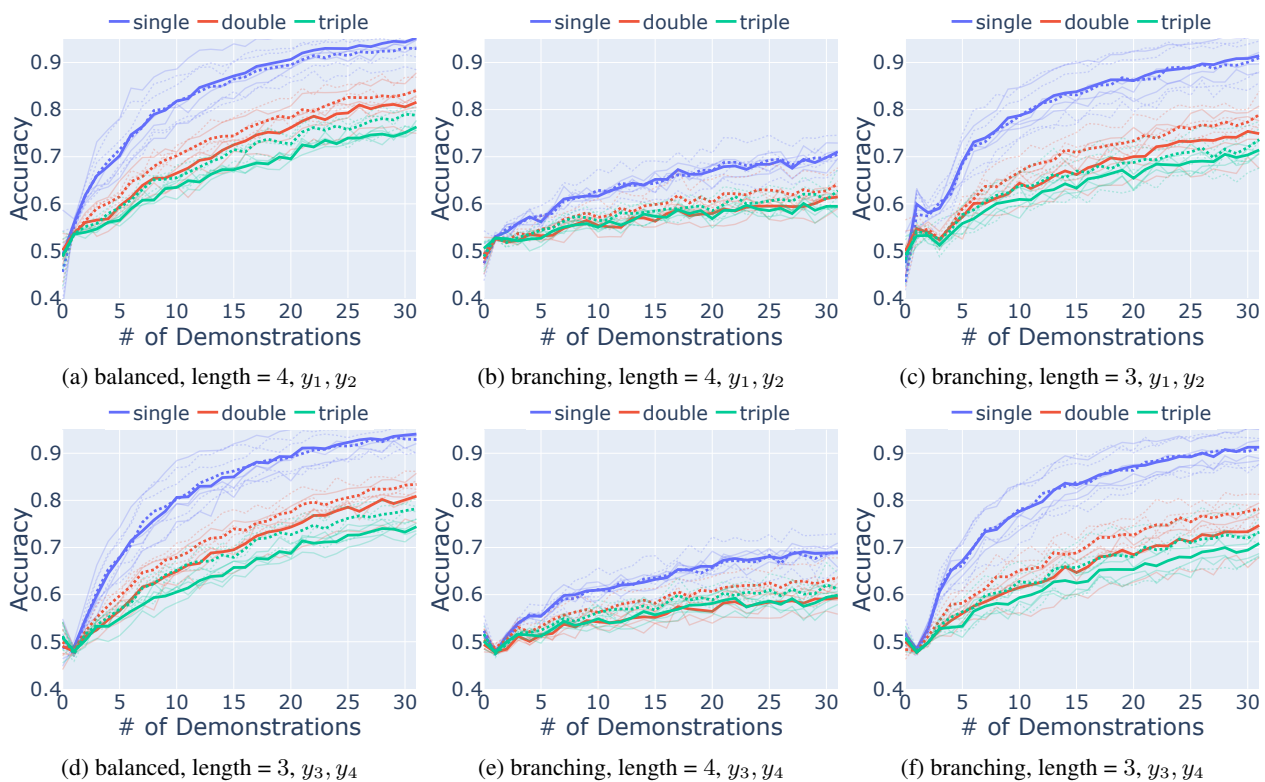 single double triple
single double triple
single double triple
Accuracy
0.9
0.8
0.7
0.6
0.5
0.4
0 5 10 15 20 25 30
# of Demonstrations
Accuracy
0.9
0.8
0.7
0.6
0.5
0.4
0 5 10 15 20 25 30
# of Demonstrations
Accuracy
0.9
0.8
0.7
0.6
0.5
0.4
0 5 10 15 20 25 30
# of Demonstrations
(a) balanced, length = 4, y₁, y₂
(b) branching, length = 4, y₁, y₂
(c) branching, length = 3, y₁, y₂
single double triple
single double triple
single double triple
Accuracy
0.9
0.8
0.7
0.6
0.5
0.4
0 5 10 15 20 25 30
# of Demonstrations
Accuracy
0.9
0.8
0.7
0.6
0.5
0.4
0 5 10 15 20 25 30
# of Demonstrations
Accuracy
0.9
0.8
0.7
0.6
0.5
0.4
0 5 10 15 20 25 30
# of Demonstrations
(d) balanced, length = 3, y₃, y₄
(e) branching, length = 4, y₃, y₄
(f) branching, length = 3, y₃, y₄